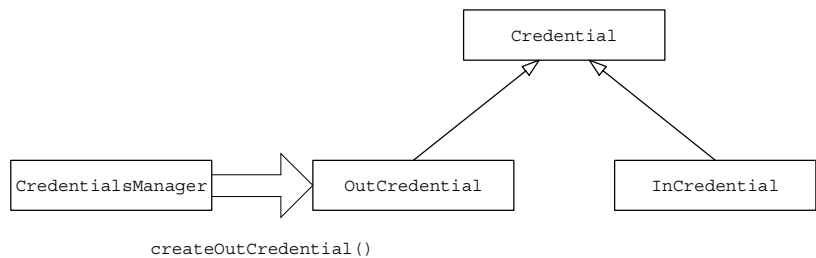 Credential
CredentialsManager
OutCredential
InCredential
createOutCredential()